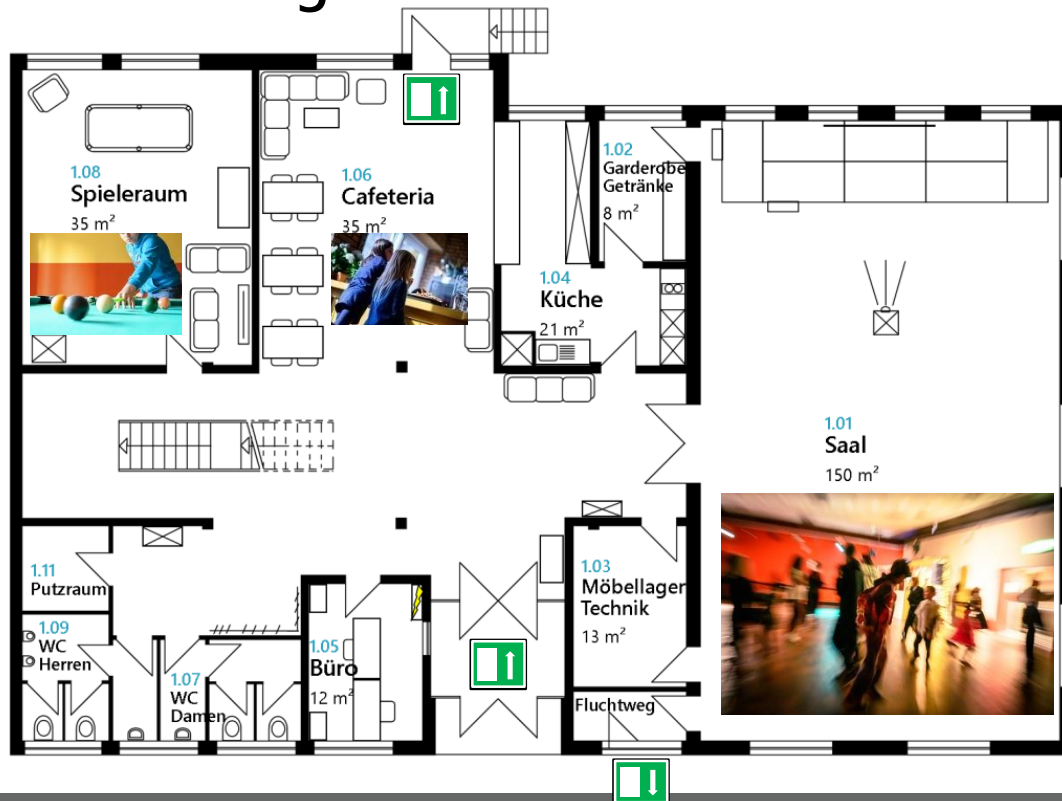 g
1.08
Spieleraum
35 m²
1.06
Cafeteria
35 m²
1.02
Garderobe
Getränke
8 m²
1.04
Küche
21 m²
1.01
Saal
150 m²
1.11
Putzraum
1.09
WC
Herren
1.07
WC
Damen
1.05
Büro
12 m²
1.03
Möbellager
Technik
13 m²
Fluchtweg